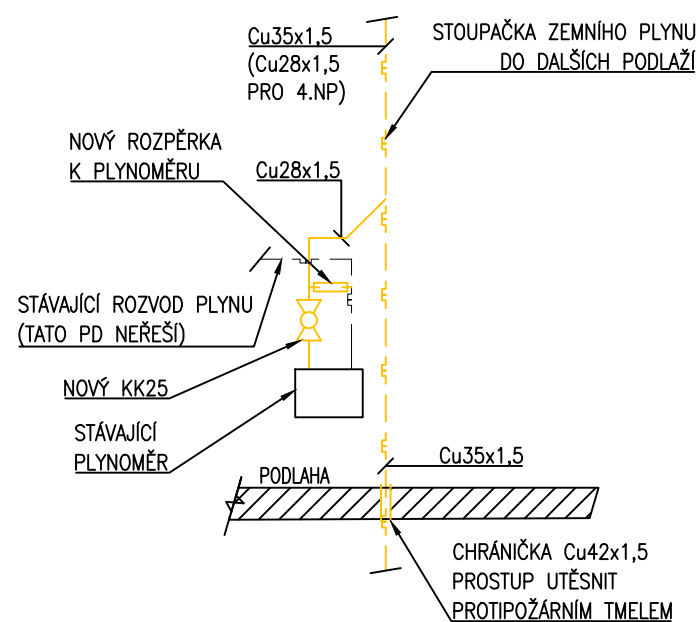 Cu35x1,5
(Cu28x1,5
PRO 4.NP)
STOUPAČKA ZEMNÍHO PLYNU
DO DALŠÍCH PODLAŽÍ
NOVÝ ROZPĚRKA
K PLYNOMĚRU
Cu28x1,5
STÁVAJÍCÍ ROZVOD PLYNU
(TATO PD NEŘEŠÍ)
NOVÝ KK25
STÁVAJÍCÍ
PLYNOMĚR
Cu35x1,5
PODLAHA
CHRÁNIČKA Cu42x1,5
PROSTUP UTĚSNIT
PROTIPOŽÁRNÍM TMELEM